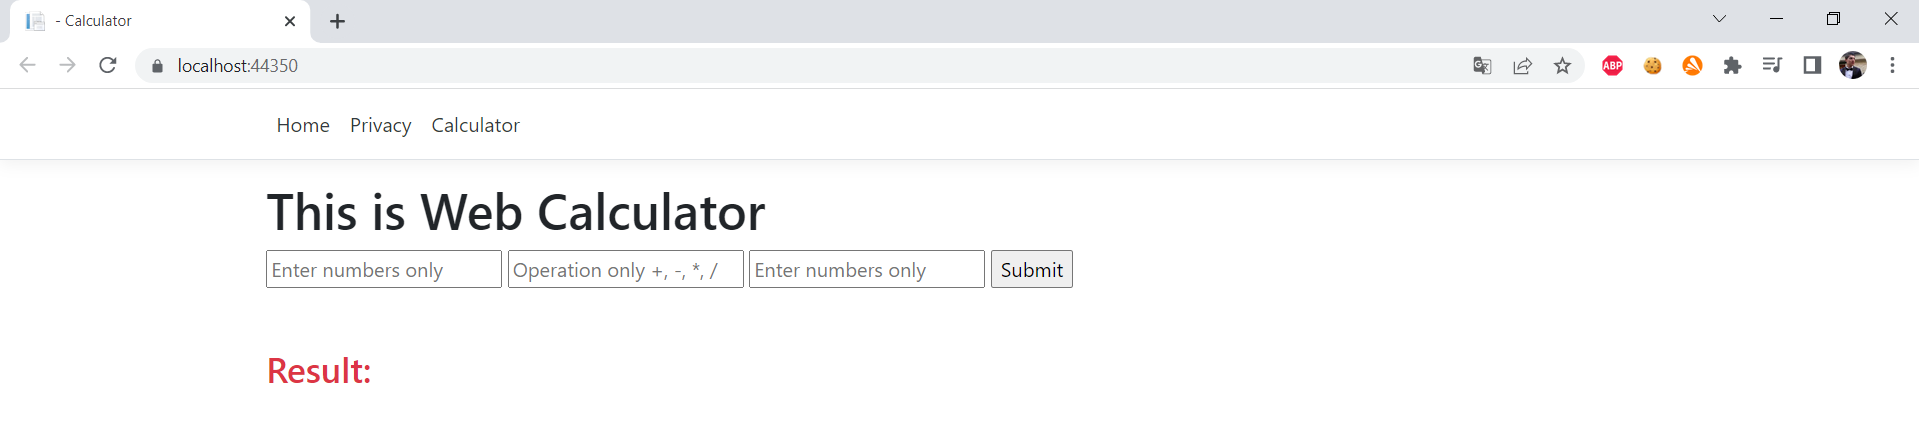 - Calculator
localhost:44350
ABP
Home Privacy Calculator
This is Web Calculator
Enter numbers only Operation only +, -, *, / Enter numbers only Submit
Result: